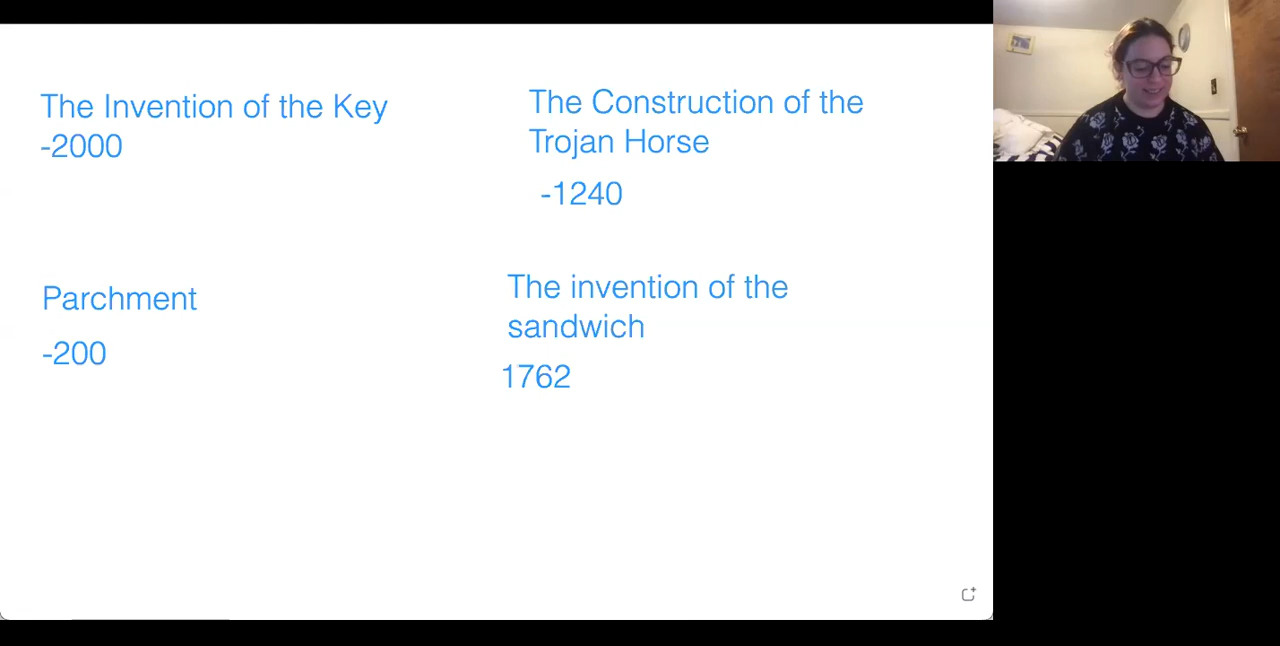 The Invention of the Key
-2000
The Construction of the
Trojan Horse
-1240
Parchment
-200
The invention of the
sandwich
1762